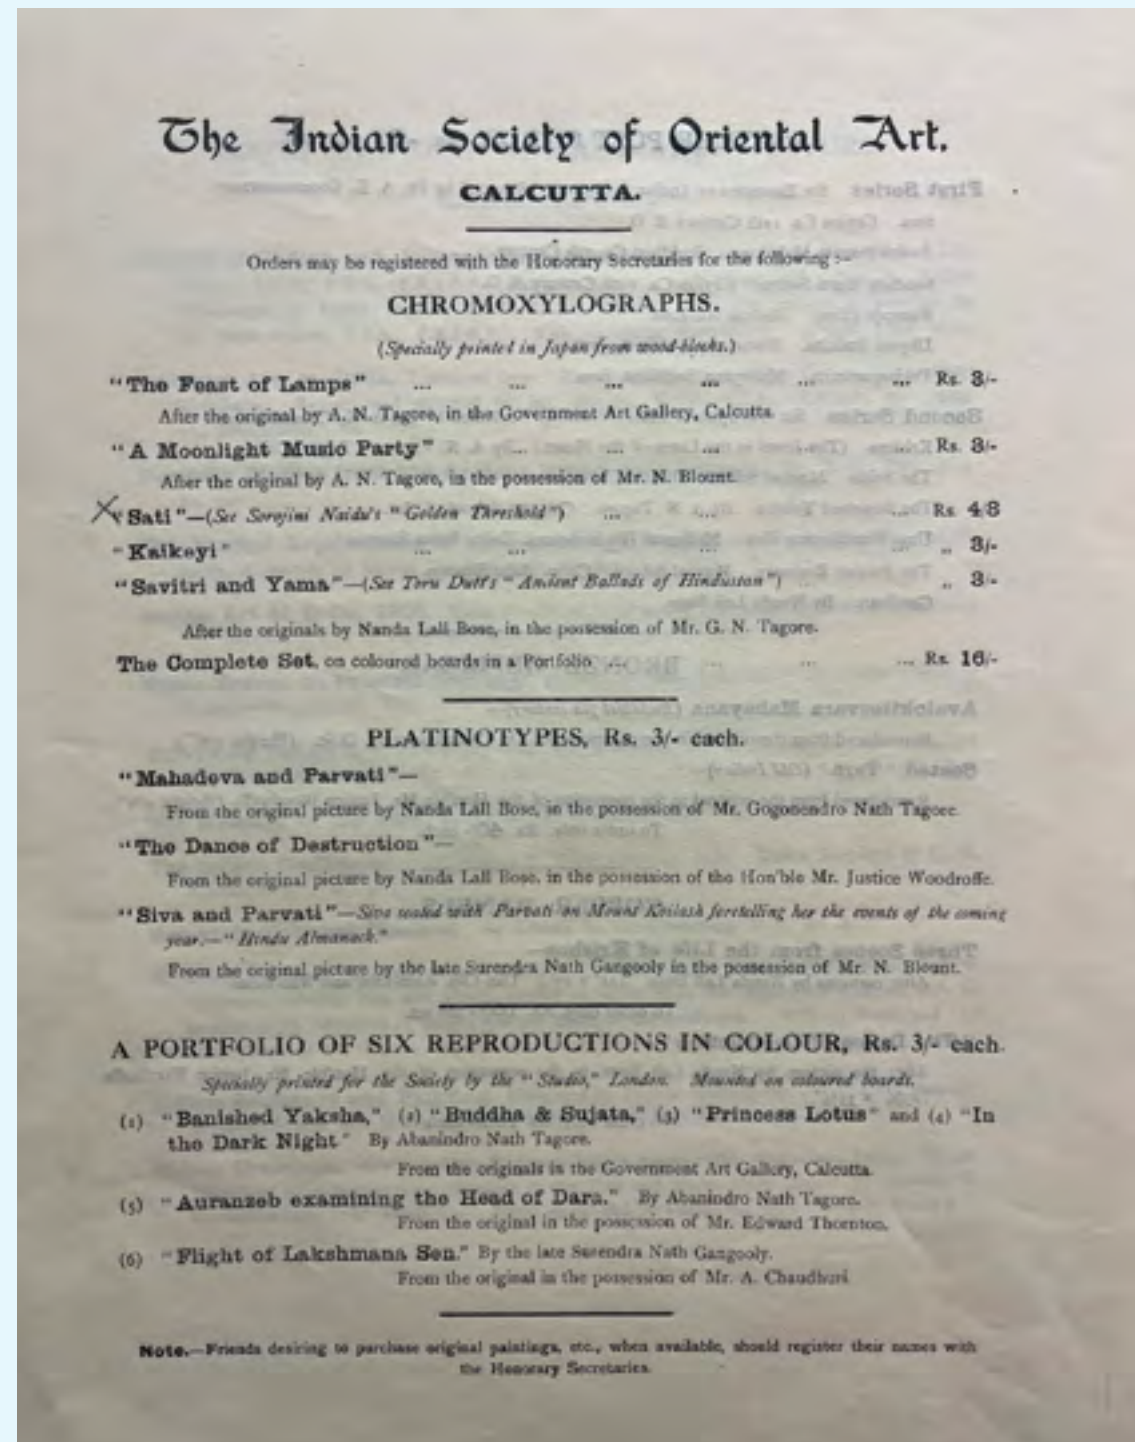 The Indian Society of Oriental Art.
CALCUTTA.
Orders may be registered with the Honorary Secretaries for the following :—
CHROMOXYLOGRAPHS.
(Specially printed in Japan from wood-blocks.)
"The Feast of Lamps" ... ... ... ... ... ... Rs. 3/-
After the original by A. N. Tagore, in the Government Art Gallery, Calcutta.
"A Moonlight Music Party" ... ... ... ... Rs. 3/-
After the original by A. N. Tagore, in the possession of Mr. N. Blount.
"Sati"—(See Sorojini Naidu's "Golden Threshold") ... ... ... Rs. 4/8
"Kaikeyi" ... ... ... ... „ 3/-
"Savitri and Yama"—(See Toru Dutt's "Ancient Ballads of Hindustan") „ 3/-
After the originals by Nanda Lall Bose, in the possession of Mr. G. N. Tagore.
The Complete Set, on coloured boards in a Portfolio ... ... ... ... Rs. 16/-
PLATINOTYPES, Rs. 3/- each.
"Mahadeva and Parvati"—
From the original picture by Nanda Lall Bose, in the possession of Mr. Gogonendro Nath Tagore.
"The Dance of Destruction"—
From the original picture by Nanda Lall Bose, in the possession of the Hon'ble Mr. Justice Woodroffe.
"Siva and Parvati"—Siva seated with Parvati on Mount Koilash foretelling her the events of the coming
year.—"Hindu Almanack."
From the original picture by the late Surendra Nath Gangooly in the possession of Mr. N. Blount.
A PORTFOLIO OF SIX REPRODUCTIONS IN COLOUR, Rs. 3/- each.
Specially printed for the Society by the "Studio," London. Mounted on coloured boards.
(1) "Banished Yaksha," (2) "Buddha & Sujata," (3) "Princess Lotus" and (4) "In
the Dark Night" By Abanindro Nath Tagore.
From the originals in the Government Art Gallery, Calcutta.
(5) "Auranzeb examining the Head of Dara." By Abanindro Nath Tagore.
From the original in the possession of Mr. Edward Thornton.
(6) "Flight of Lakshmana Sen." By the late Surendra Nath Gangooly.
From the original in the possession of Mr. A. Chaudhuri
Note.—Friends desiring to purchase original paintings, etc., when available, should register their names with
the Honorary Secretaries.